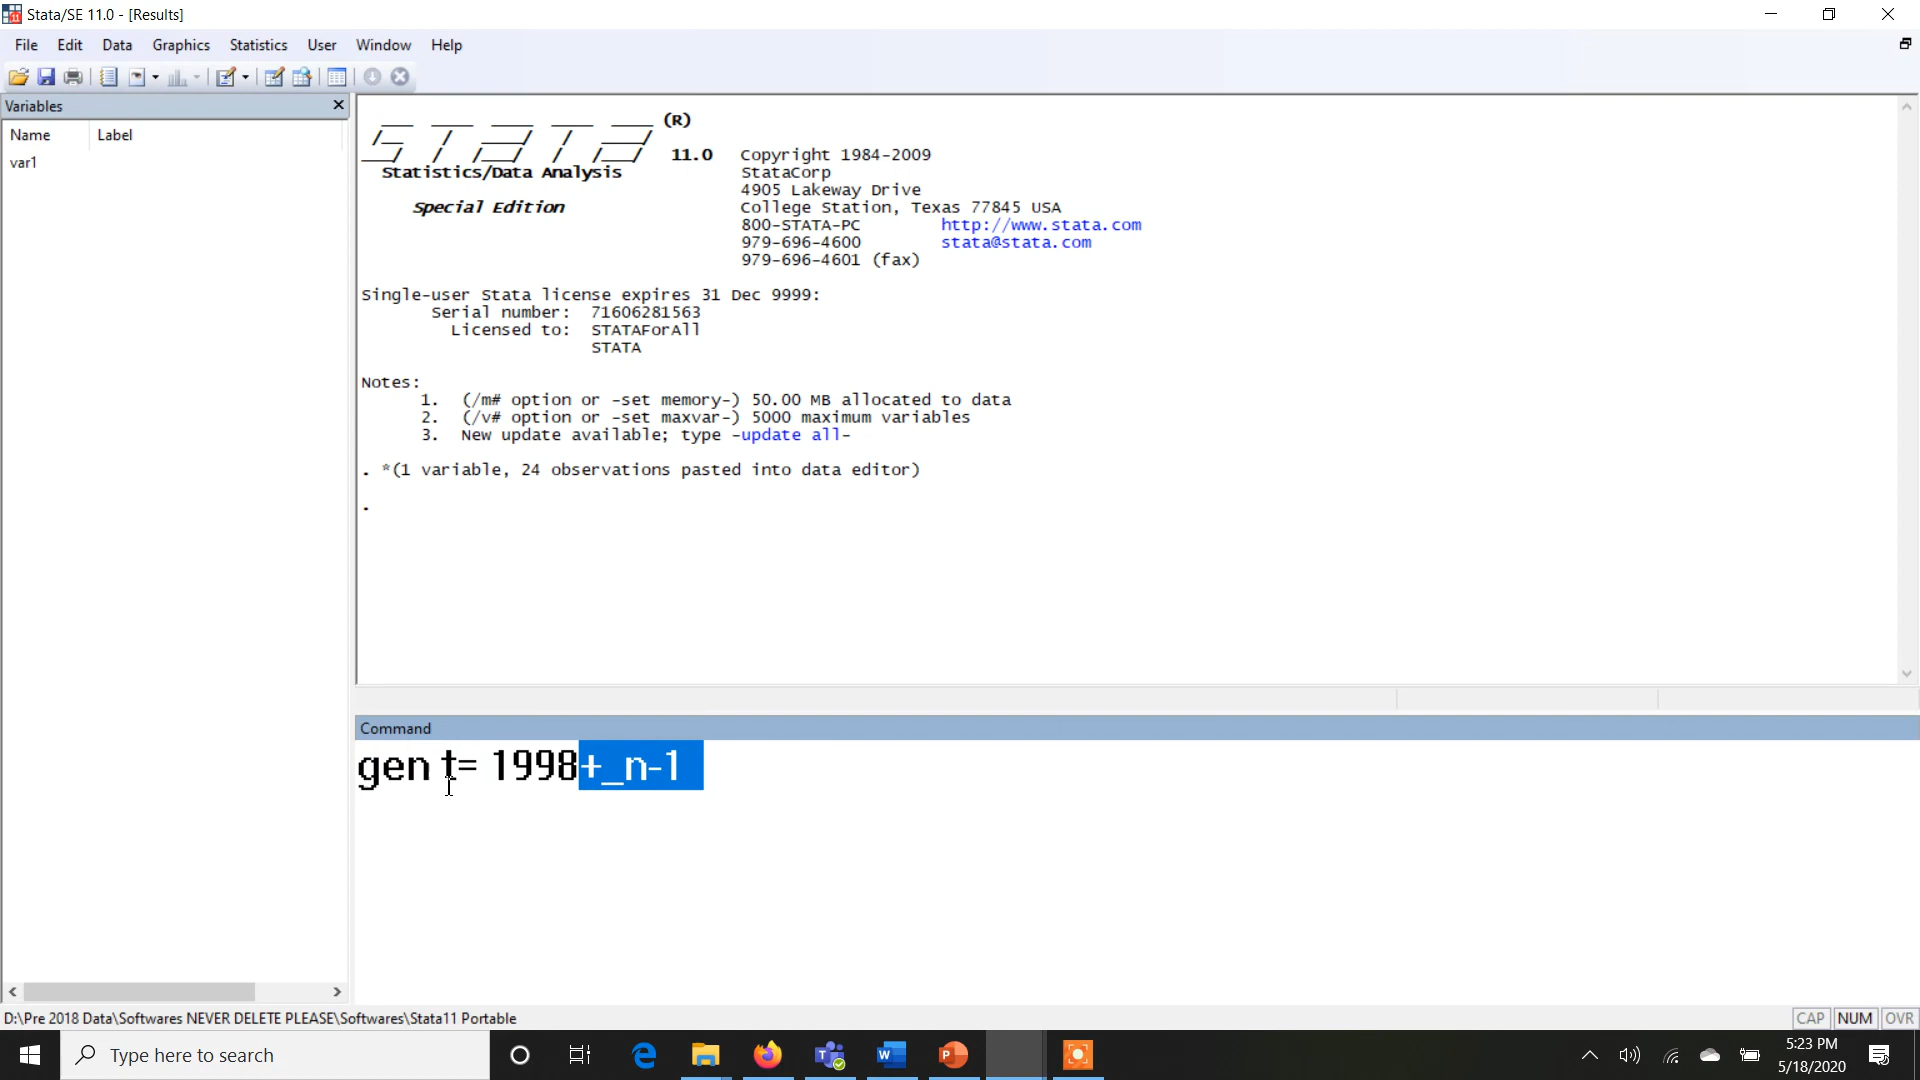 Stata/SE 11.0 - [Results]
File Edit Data Graphics Statistics User Window Help
Variables
Name Label
var1
STATA (R)
11.0 Copyright 1984-2009
Statistics/Data Analysis StataCorp
4905 Lakeway Drive
Special Edition College Station, Texas 77845 USA
800-STATA-PC http://www.stata.com
979-696-4600 stata@stata.com
979-696-4601 (fax)
Single-user Stata license expires 31 Dec 9999:
Serial number: 71606281563
Licensed to: STATAForAll
STATA
Notes:
1. (/m# option or -set memory-) 50.00 MB allocated to data
2. (/v# option or -set maxvar-) 5000 maximum variables
3. New update available; type -update all-
. *(1 variable, 24 observations pasted into data editor)
.
Command
gen t= 1998+_n-1
D:\Pre 2018 Data\Softwares NEVER DELETE PLEASE\Softwares\Stata11 Portable
CAP NUM OVR
Type here to search
5:23 PM
5/18/2020